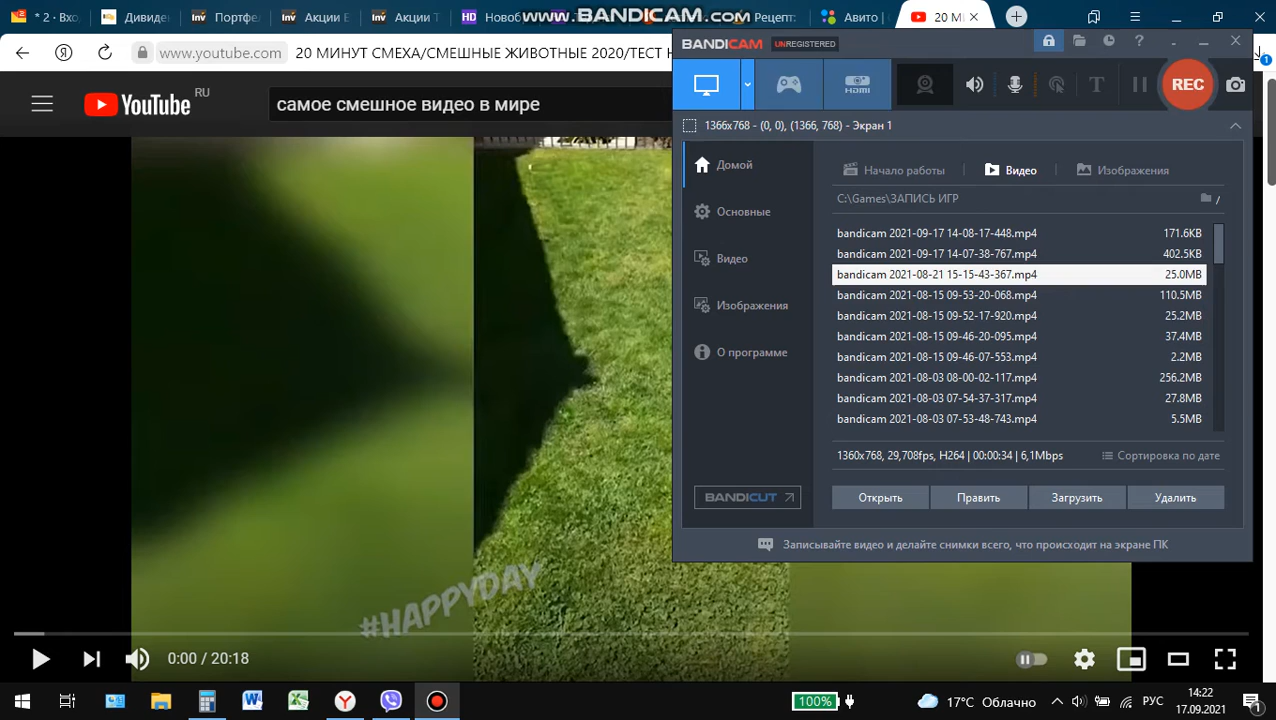 * 2 · Вхо,
Дивиде
Портфе
Акции Е
Акции Т
Новоб
www.BANDICAM.com
Рецепт:
Авито |
20 МИ
www.youtube.com
20 МИНУТ СМЕХА/СМЕШНЫЕ ЖИВОТНЫЕ 2020/ТЕСТ Н
YouTube RU
самое смешное видео в мире
BANDICAM UNREGISTERED
HDMI
REC
1366x768 - (0, 0), (1366, 768) - Экран 1
Домой
Основные
Видео
Изображения
О программе
BANDICUT
Начало работы
Видео
Изображения
C:\Games\ЗАПИСЬ ИГР
bandicam 2021-09-17 14-08-17-448.mp4 171.6KB
bandicam 2021-09-17 14-07-38-767.mp4 402.5KB
bandicam 2021-08-21 15-15-43-367.mp4 25.0MB
bandicam 2021-08-15 09-53-20-068.mp4 110.5MB
bandicam 2021-08-15 09-52-17-920.mp4 25.2MB
bandicam 2021-08-15 09-46-20-095.mp4 37.4MB
bandicam 2021-08-15 09-46-07-553.mp4 2.2MB
bandicam 2021-08-03 08-00-02-117.mp4 256.2MB
bandicam 2021-08-03 07-54-37-317.mp4 27.8MB
bandicam 2021-08-03 07-53-48-743.mp4 5.5MB
1360x768, 29,708fps, H264 | 00:00:34 | 6,1Mbps
Сортировка по дате
Открыть
Править
Загрузить
Удалить
Записывайте видео и делайте снимки всего, что происходит на экране ПК
#HAPPYDAY
0:00 / 20:18
100%
17°C Облачно
РУС
14:22
17.09.2021